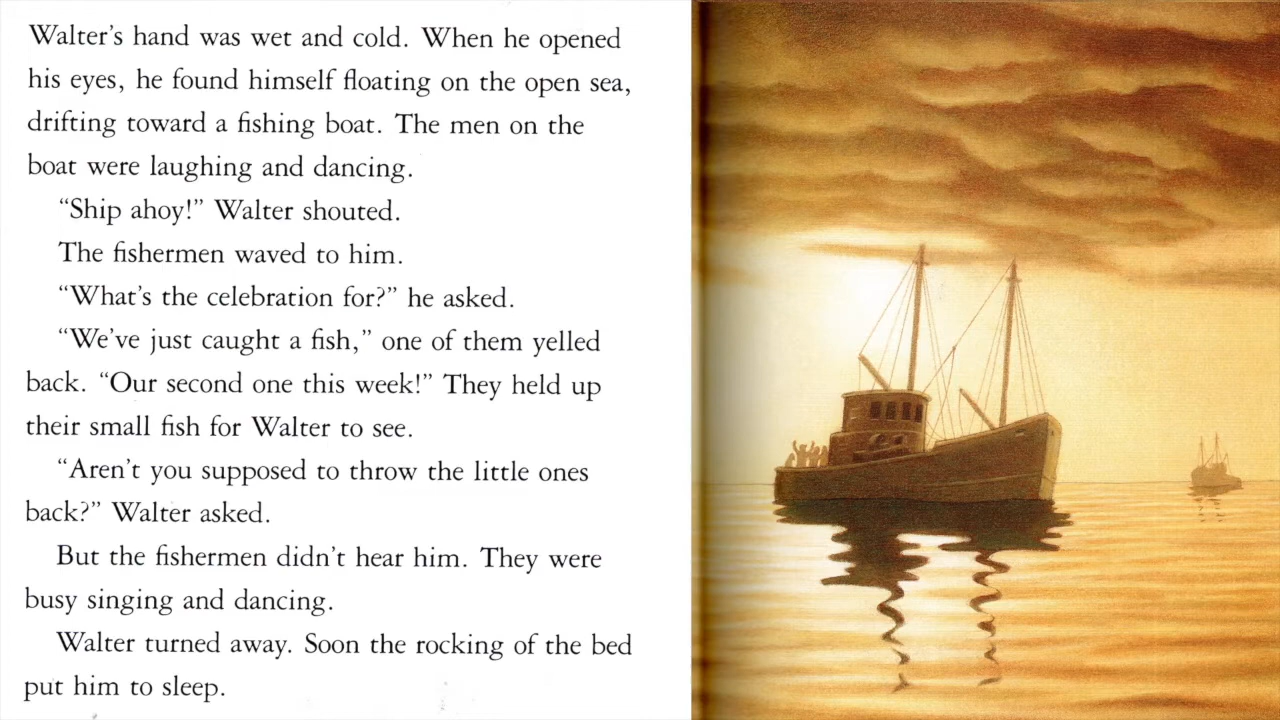 Walter's hand was wet and cold. When he opened
his eyes, he found himself floating on the open sea,
drifting toward a fishing boat. The men on the
boat were laughing and dancing.
“Ship ahoy!” Walter shouted.
The fishermen waved to him.
“What's the celebration for?” he asked.
“We've just caught a fish,” one of them yelled
back. “Our second one this week!” They held up
their small fish for Walter to see.
“Aren't you supposed to throw the little ones
back?” Walter asked.
But the fishermen didn't hear him. They were
busy singing and dancing.
Walter turned away. Soon the rocking of the bed
put him to sleep.